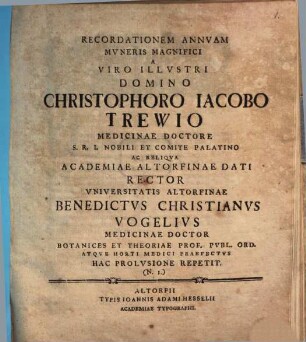 RECORDATIONEM ANNVAM
MVNERIS MAGNIFICI
A
VIRO ILLVSTRI
DOMINO
CHRISTOPHORO IACOBO
TREWIO
MEDICINAE DOCTORE
S. R. I. NOBILI ET COMITE PALATINO
AC RELIQVA
ACADEMIAE ALTORFINAE DATI
RECTOR
VNIVERSITATIS ALTORFINAE
BENEDICTVS CHRISTIANVS
VOGELIVS
MEDICINAE DOCTOR
BOTANICES ET THEORIAE PROF. PVBL. ORD.
ATQVE HORTI MEDICI PRAEFECTVS
HAC PROLVSIONE REPETIT.
(N. 1.)
ALTORFII
TYPIS IOANNIS ADAMI HESSELII
ACADEMIAE TYPOGRAPHI.